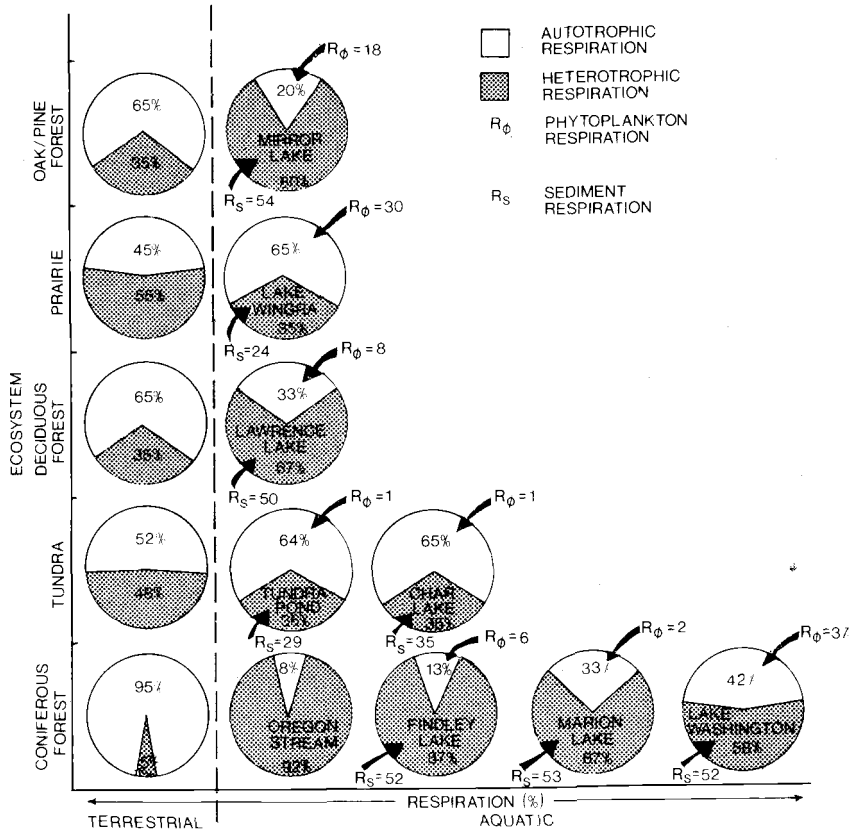 AUTOTROPHIC
RESPIRATION
HETEROTROPHIC
RESPIRATION
Rϕ PHYTOPLANKTON
RESPIRATION
RS SEDIMENT
RESPIRATION
ECOSYSTEM
OAK/PINE
FOREST
65%
35%
Rϕ=18
20%
MIRROR
LAKE
80%
RS=54
PRAIRIE
45%
55%
Rϕ=30
65%
LAKE
WINGRA
35%
RS=24
DECIDUOUS
FOREST
65%
35%
Rϕ=8
33%
LAWRENCE
LAKE
67%
RS=50
TUNDRA
52%
48%
Rϕ=1
64%
TUNDRA
POND
36%
RS=29
Rϕ=1
65%
CHAR
LAKE
35%
RS=35
CONIFEROUS
FOREST
95%
5%
8%
OREGON
STREAM
92%
Rϕ=6
13%
FINDLEY
LAKE
87%
RS=52
Rϕ=2
33%
MARION
LAKE
67%
RS=53
Rϕ=37
42%
LAKE
WASHINGTON
58%
RS=52
RESPIRATION (%)
TERRESTRIAL
AQUATIC